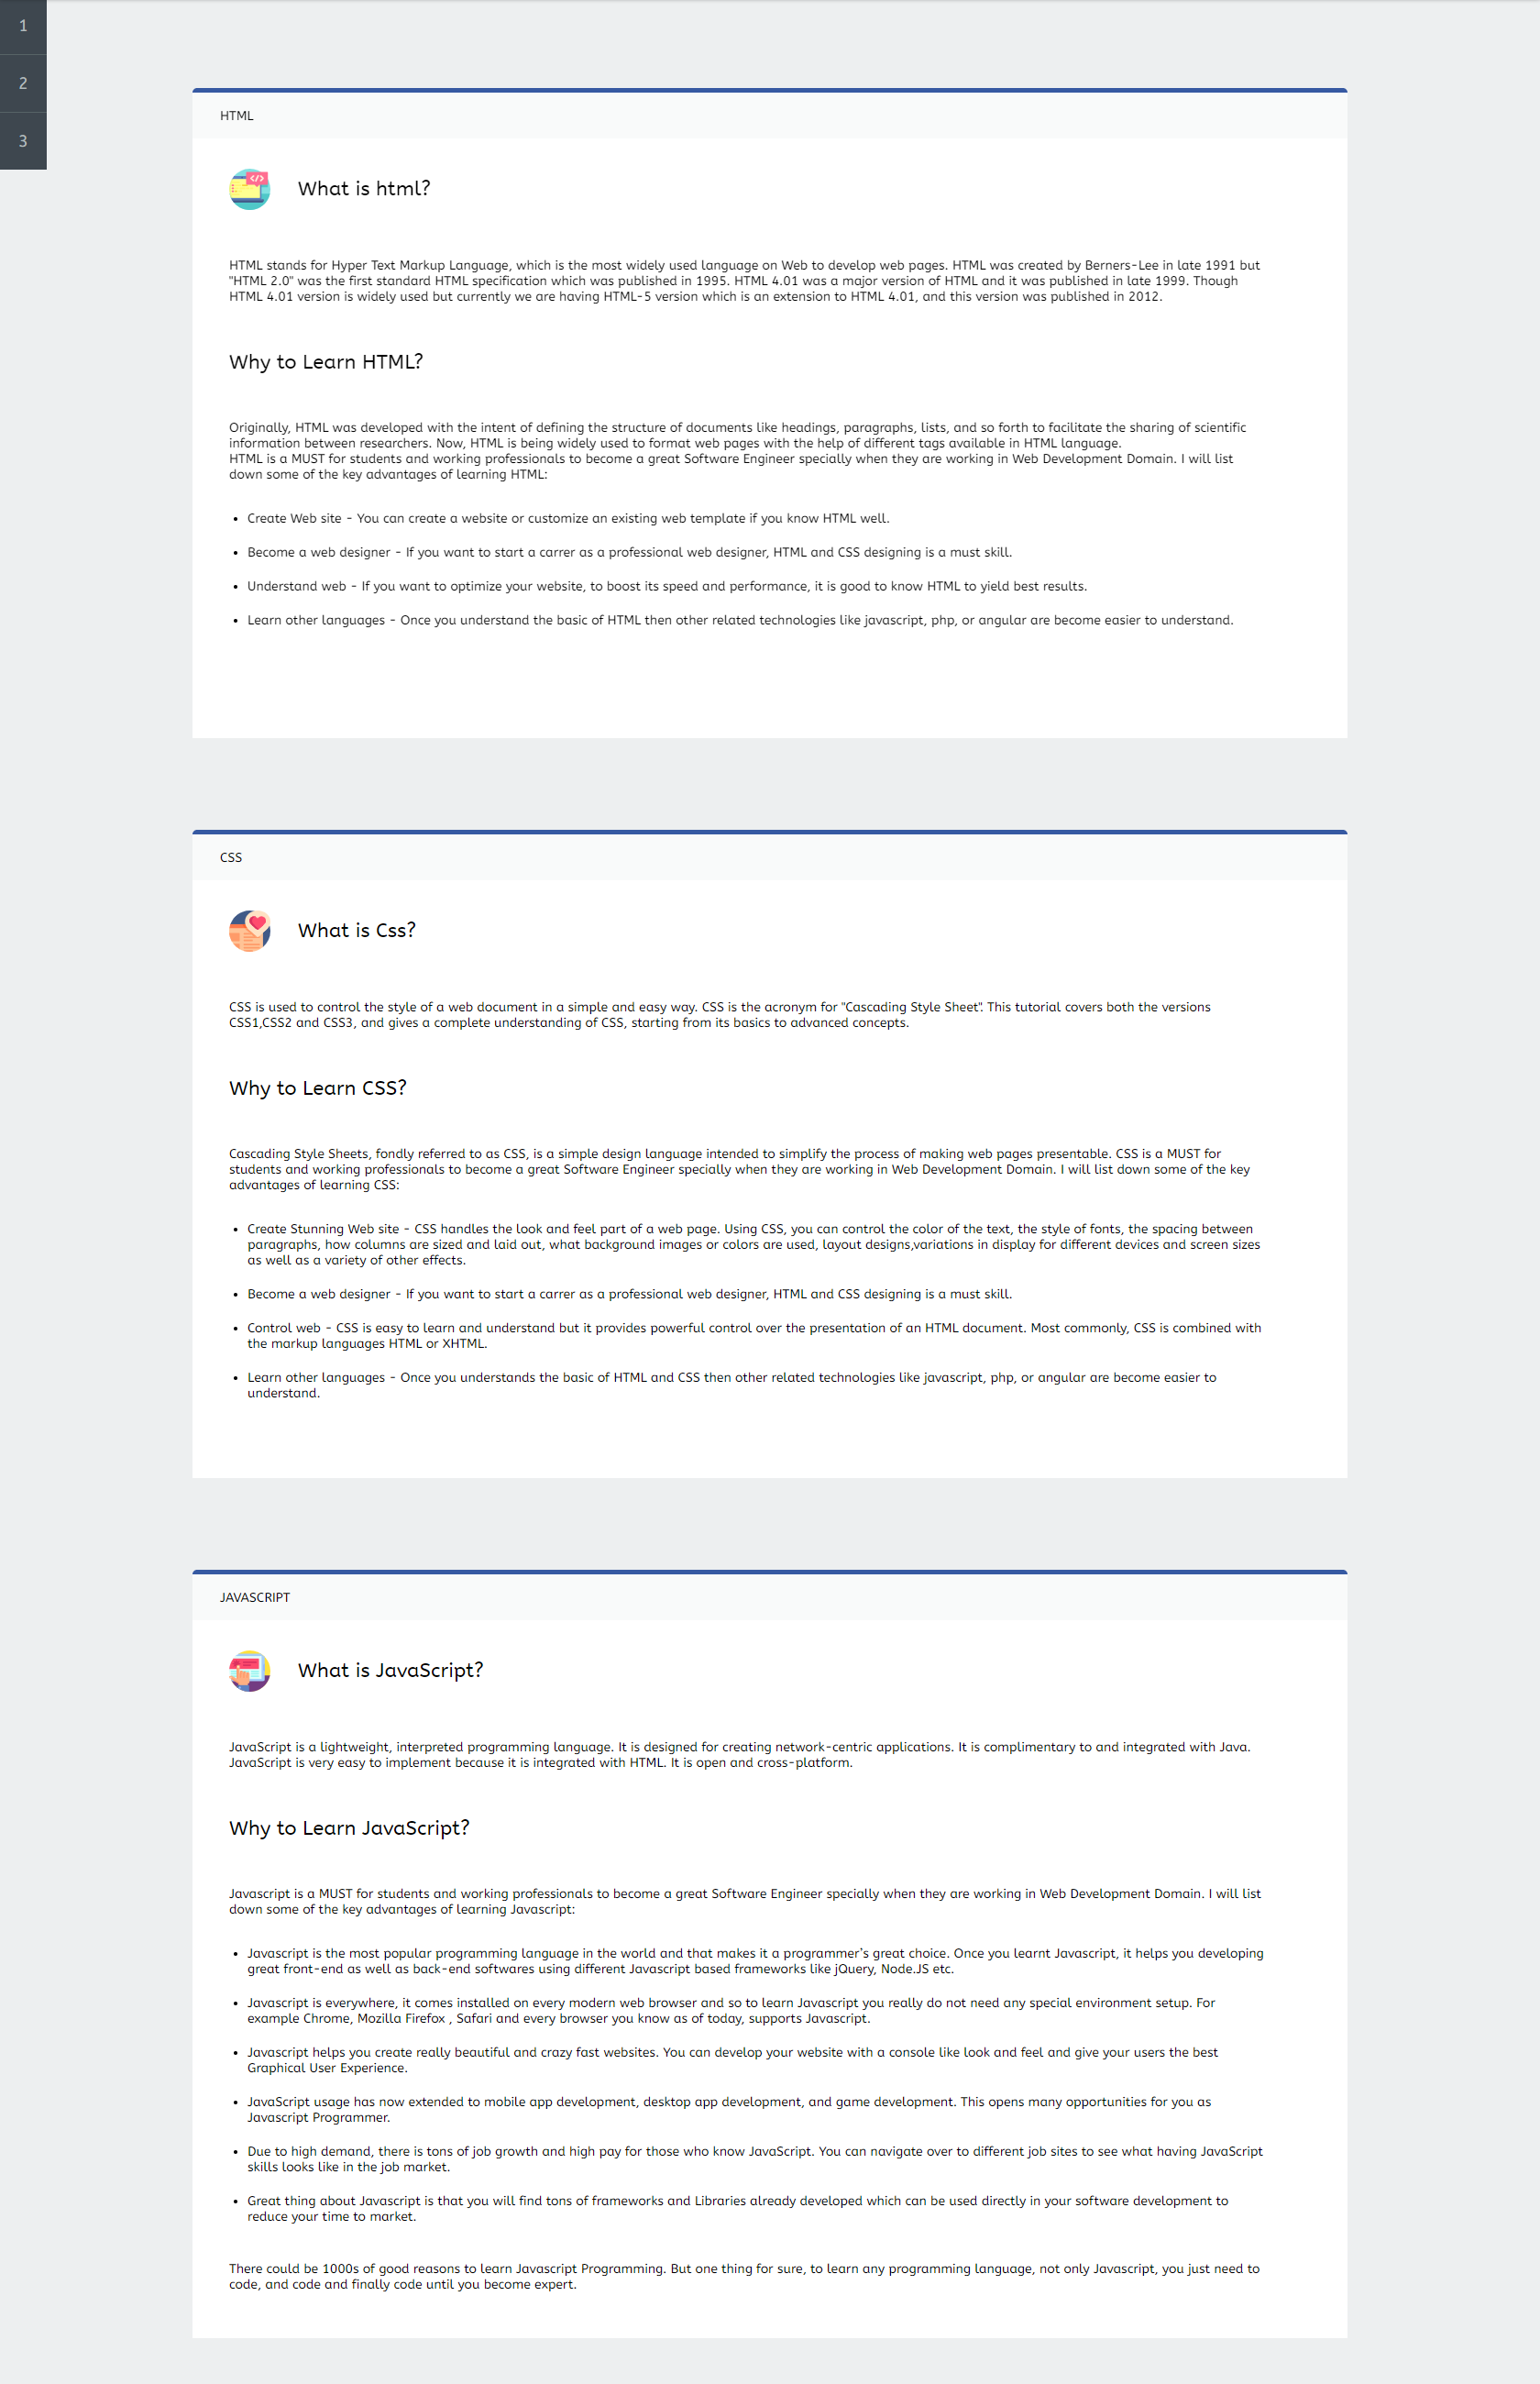 1
2
3
HTML
</>
What is html?
HTML stands for Hyper Text Markup Language, which is the most widely used language on Web to develop web pages. HTML was created by Berners-Lee in late 1991 but
"HTML 2.0" was the first standard HTML specification which was published in 1995. HTML 4.01 was a major version of HTML and it was published in late 1999. Though
HTML 4.01 version is widely used but currently we are having HTML-5 version which is an extension to HTML 4.01, and this version was published in 2012.
Why to Learn HTML?
Originally, HTML was developed with the intent of defining the structure of documents like headings, paragraphs, lists, and so forth to facilitate the sharing of scientific
information between researchers. Now, HTML is being widely used to format web pages with the help of different tags available in HTML language.
HTML is a MUST for students and working professionals to become a great Software Engineer specially when they are working in Web Development Domain. I will list
down some of the key advantages of learning HTML:
• Create Web site - You can create a website or customize an existing web template if you know HTML well.
• Become a web designer - If you want to start a carrer as a professional web designer, HTML and CSS designing is a must skill.
• Understand web - If you want to optimize your website, to boost its speed and performance, it is good to know HTML to yield best results.
• Learn other languages - Once you understand the basic of HTML then other related technologies like javascript, php, or angular are become easier to understand.
CSS
What is Css?
CSS is used to control the style of a web document in a simple and easy way. CSS is the acronym for "Cascading Style Sheet". This tutorial covers both the versions
CSS1,CSS2 and CSS3, and gives a complete understanding of CSS, starting from its basics to advanced concepts.
Why to Learn CSS?
Cascading Style Sheets, fondly referred to as CSS, is a simple design language intended to simplify the process of making web pages presentable. CSS is a MUST for
students and working professionals to become a great Software Engineer specially when they are working in Web Development Domain. I will list down some of the key
advantages of learning CSS:
• Create Stunning Web site - CSS handles the look and feel part of a web page. Using CSS, you can control the color of the text, the style of fonts, the spacing between
paragraphs, how columns are sized and laid out, what background images or colors are used, layout designs,variations in display for different devices and screen sizes
as well as a variety of other effects.
• Become a web designer - If you want to start a carrer as a professional web designer, HTML and CSS designing is a must skill.
• Control web - CSS is easy to learn and understand but it provides powerful control over the presentation of an HTML document. Most commonly, CSS is combined with
the markup languages HTML or XHTML.
• Learn other languages - Once you understands the basic of HTML and CSS then other related technologies like javascript, php, or angular are become easier to
understand.
JAVASCRIPT
What is JavaScript?
JavaScript is a lightweight, interpreted programming language. It is designed for creating network-centric applications. It is complimentary to and integrated with Java.
JavaScript is very easy to implement because it is integrated with HTML. It is open and cross-platform.
Why to Learn JavaScript?
Javascript is a MUST for students and working professionals to become a great Software Engineer specially when they are working in Web Development Domain. I will list
down some of the key advantages of learning Javascript:
• Javascript is the most popular programming language in the world and that makes it a programmer's great choice. Once you learnt Javascript, it helps you developing
great front-end as well as back-end softwares using different Javascript based frameworks like jQuery, Node.JS etc.
• Javascript is everywhere, it comes installed on every modern web browser and so to learn Javascript you really do not need any special environment setup. For
example Chrome, Mozilla Firefox , Safari and every browser you know as of today, supports Javascript.
• Javascript helps you create really beautiful and crazy fast websites. You can develop your website with a console like look and feel and give your users the best
Graphical User Experience.
• JavaScript usage has now extended to mobile app development, desktop app development, and game development. This opens many opportunities for you as
Javascript Programmer.
• Due to high demand, there is tons of job growth and high pay for those who know JavaScript. You can navigate over to different job sites to see what having JavaScript
skills looks like in the job market.
• Great thing about Javascript is that you will find tons of frameworks and Libraries already developed which can be used directly in your software development to
reduce your time to market.
There could be 1000s of good reasons to learn Javascript Programming. But one thing for sure, to learn any programming language, not only Javascript, you just need to
code, and code and finally code until you become expert.